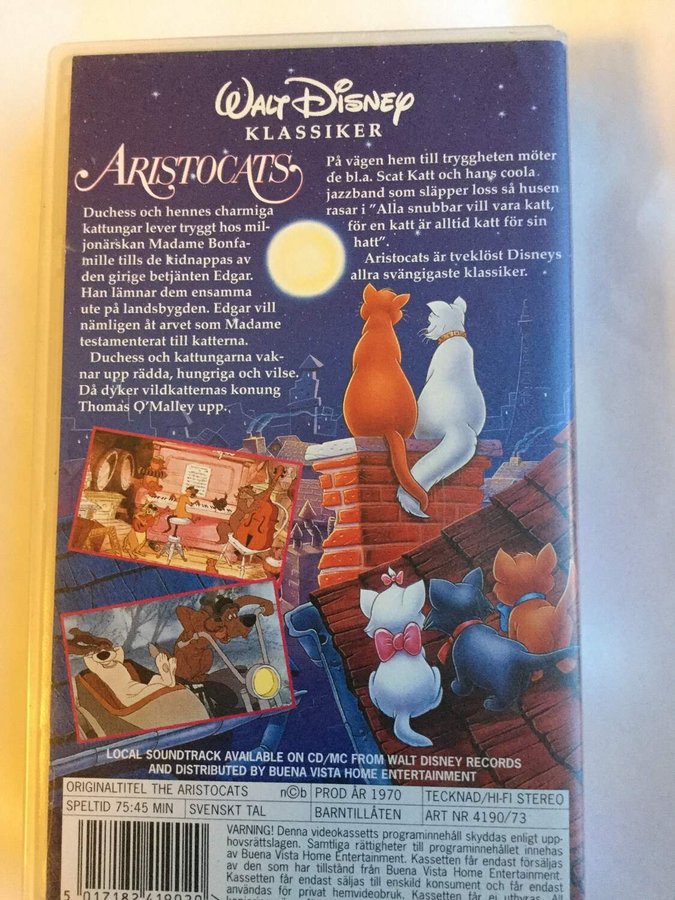 WALT DISNEY
KLASSIKER
ARISTOCATS
Duchess och hennes charmiga
kattungar lever tryggt hos mil-
jonärskan Madame Bonfa-
mille tills de kidnappas av
den girige betjänten Edgar.
Han lämnar dem ensamma
ute på landsbygden. Edgar vill
nämligen åt arvet som Madame
testamenterat till katterna.
Duchess och kattungarna vak-
nar upp rädda, hungriga och vilse.
Då dyker vildkatternas konung
Thomas O'Malley upp.
På vägen hem till tryggheten möter
de bl.a. Scat Katt och hans coola
jazzband som släpper loss så husen
rasar i "Alla snubbar vill vara katt,
för en katt är alltid katt för sin
hatt".
Aristocats är tveklöst Disneys
allra svängigaste klassiker.
LOCAL SOUNDTRACK AVAILABLE ON CD/MC FROM WALT DISNEY RECORDS
AND DISTRIBUTED BY BUENA VISTA HOME ENTERTAINMENT
ORIGINALTITEL THE ARISTOCATS n©b PROD ÅR 1970 TECKNAD/HI-FI STEREO
SPELTID 75:45 MIN SVENSKT TAL BARNTILLÅTEN ART NR 4190/73
VARNING! Denna videokassetts programinnehåll skyddas enligt upp-
hovsrättslagen. Samtliga rättigheter till programinnehållet innehas
av Buena Vista Home Entertainment. Kassetten får endast försäljas
av den som har tillstånd från Buena Vista Home Entertainment.
Kassetten får endast säljas till enskild konsument och får endast
användas för privat hemvideobruk. Kassetten får ej uthyras. All
5 017182 419020